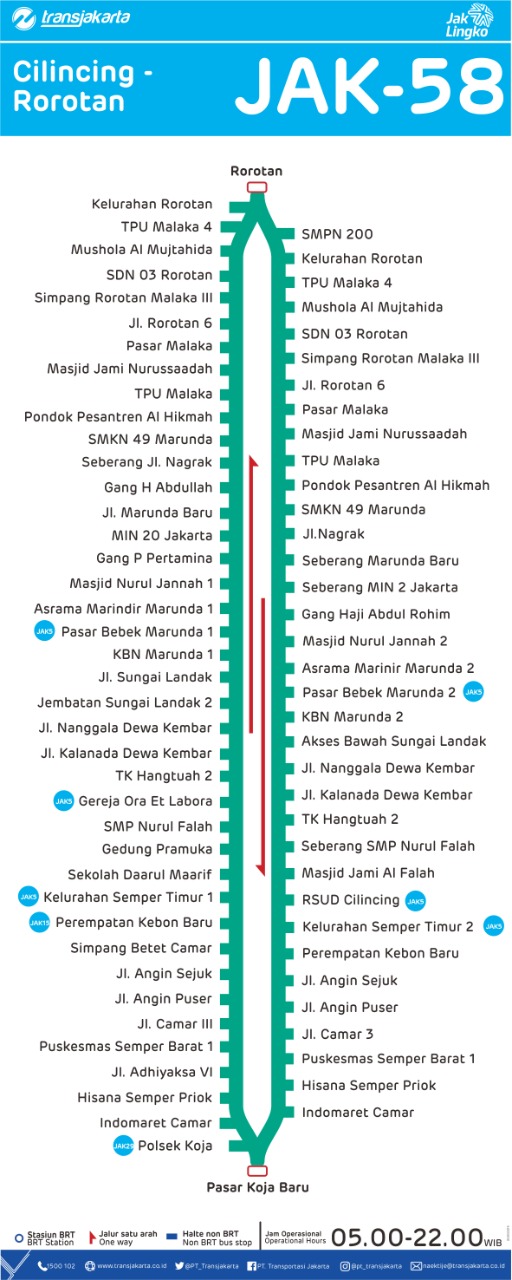 transjakarta
Jak
Lingko
Cilincing -
Rorotan
JAK-58
Rorotan
Kelurahan Rorotan
TPU Malaka 4
Mushola Al Mujtahida
SDN 03 Rorotan
Simpang Rorotan Malaka III
Jl. Rorotan 6
Pasar Malaka
Masjid Jami Nurussaadah
TPU Malaka
Pondok Pesantren Al Hikmah
SMKN 49 Marunda
Seberang Jl. Nagrak
Gang H Abdullah
Jl. Marunda Baru
MIN 20 Jakarta
Gang P Pertamina
Masjid Nurul Jannah 1
Asrama Marindir Marunda 1
JAK5 Pasar Bebek Marunda 1
KBN Marunda 1
Jl. Sungai Landak
Jembatan Sungai Landak 2
Jl. Nanggala Dewa Kembar
Jl. Kalanada Dewa Kembar
TK Hangtuah 2
JAK5 Gereja Ora Et Labora
SMP Nurul Falah
Gedung Pramuka
Sekolah Daarul Maarif
JAK5 Kelurahan Semper Timur 1
JAK15 Perempatan Kebon Baru
Simpang Betet Camar
Jl. Angin Sejuk
Jl. Angin Puser
Jl. Camar III
Puskesmas Semper Barat 1
Jl. Adhiyaksa VI
Hisana Semper Priok
Indomaret Camar
JAK29 Polsek Koja
SMPN 200
Kelurahan Rorotan
TPU Malaka 4
Mushola Al Mujtahida
SDN 03 Rorotan
Simpang Rorotan Malaka III
Jl. Rorotan 6
Pasar Malaka
Masjid Jami Nurussaadah
TPU Malaka
Pondok Pesantren Al Hikmah
SMKN 49 Marunda
Jl.Nagrak
Seberang Marunda Baru
Seberang MIN 2 Jakarta
Gang Haji Abdul Rohim
Masjid Nurul Jannah 2
Asrama Marinir Marunda 2
Pasar Bebek Marunda 2 JAK5
KBN Marunda 2
Akses Bawah Sungai Landak
Jl. Nanggala Dewa Kembar
Jl. Kalanada Dewa Kembar
TK Hangtuah 2
Seberang SMP Nurul Falah
Masjid Jami Al Falah
RSUD Cilincing JAK5
Kelurahan Semper Timur 2 JAK5
Perempatan Kebon Baru
Jl. Angin Sejuk
Jl. Angin Puser
Jl. Camar 3
Puskesmas Semper Barat 1
Hisana Semper Priok
Indomaret Camar
Pasar Koja Baru
Stasiun BRT
BRT Station
Jalur satu arah
One way
Halte non BRT
Non BRT bus stop
Jam Operasional
Operational Hours
05.00-22.00 WIB
1500 102
www.transjakarta.co.id
@PT_Transjakarta
PT. Transportasi Jakarta
@pt_transjakarta
naektije@transjakarta.co.id